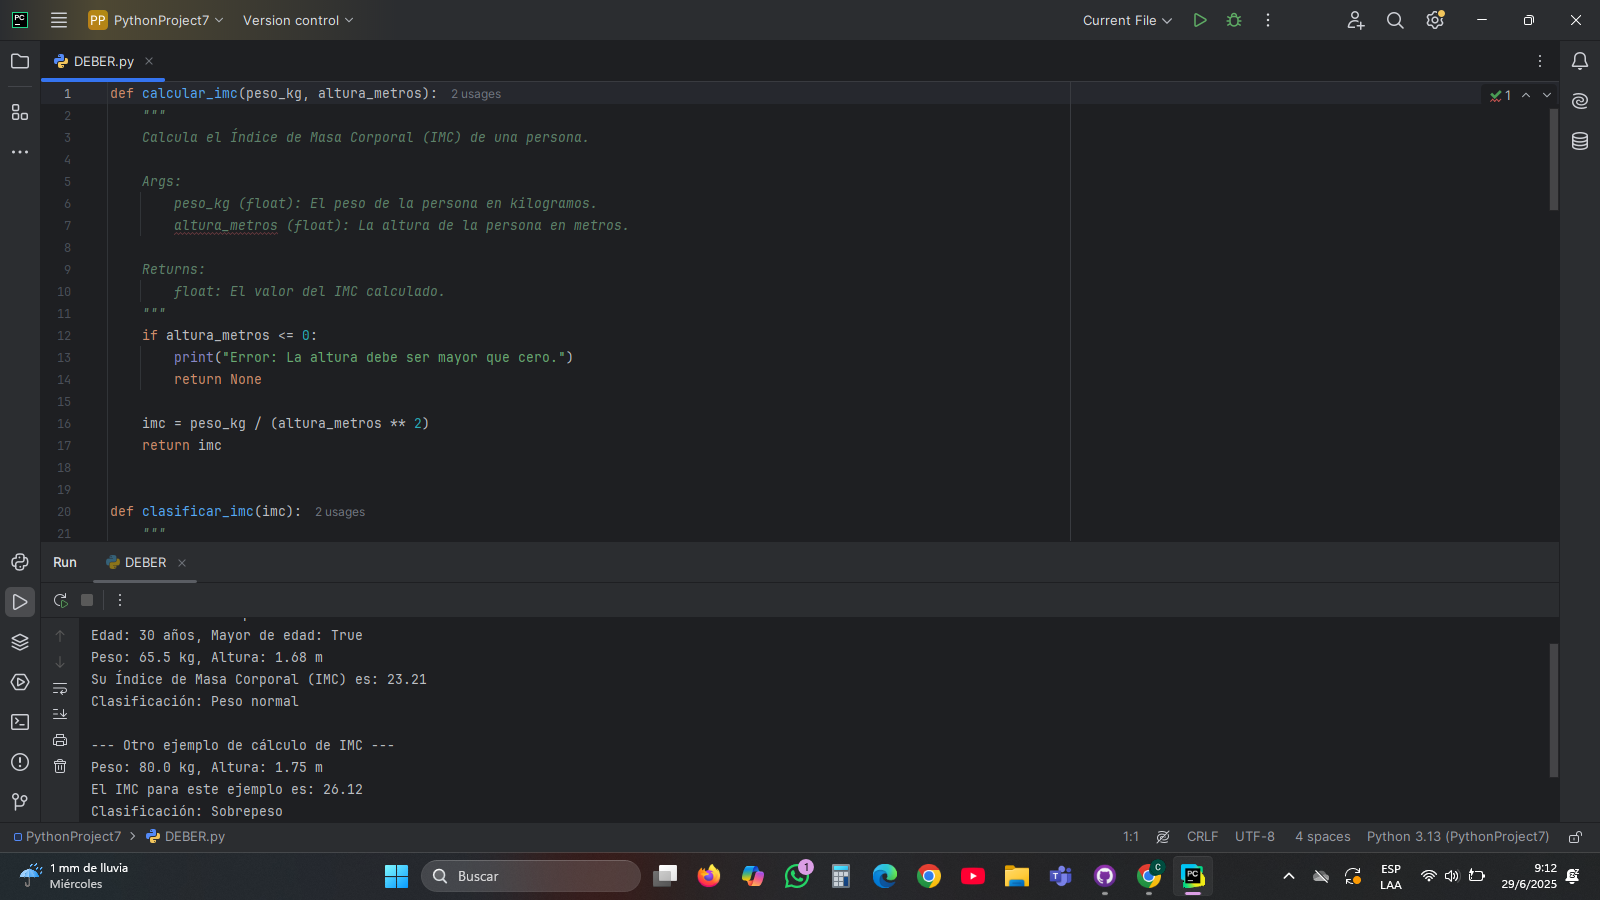 PC
PP PythonProject7
Version control
Current File
DEBER.py
1 def calcular_imc(peso_kg, altura_metros): 2 usages
1
2 """
3 Calcula el Índice de Masa Corporal (IMC) de una persona.
4
5 Args:
6 peso_kg (float): El peso de la persona en kilogramos.
7 altura_metros (float): La altura de la persona en metros.
8
9 Returns:
10 float: El valor del IMC calculado.
11 """
12 if altura_metros <= 0:
13 print("Error: La altura debe ser mayor que cero.")
14 return None
15
16 imc = peso_kg / (altura_metros ** 2)
17 return imc
18
19
20 def clasificar_imc(imc): 2 usages
21 """
Run DEBER
Edad: 30 años, Mayor de edad: True
Peso: 65.5 kg, Altura: 1.68 m
Su Índice de Masa Corporal (IMC) es: 23.21
Clasificación: Peso normal
--- Otro ejemplo de cálculo de IMC ---
Peso: 80.0 kg, Altura: 1.75 m
El IMC para este ejemplo es: 26.12
Clasificación: Sobrepeso
PythonProject7 > DEBER.py
1:1 CRLF UTF-8 4 spaces Python 3.13 (PythonProject7)
1 mm de lluvia
Miércoles
Buscar
1
C
PC
ESP
LAA
9:12
29/6/2025